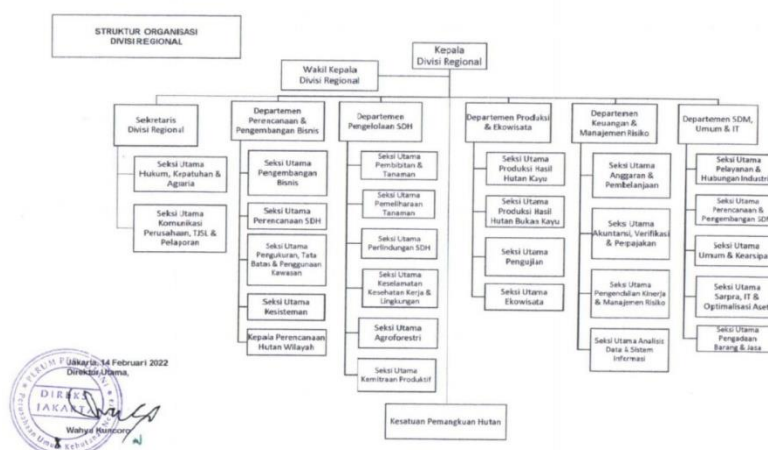 STRUKTUR ORGANISASI
DIVISI REGIONAL
Kepala
Divisi Regional
Wakil Kepala
Divisi Regional
Sekretaris
Divisi Regional
Seksi Utama
Hukum, Kepatuhan &
Agraria
Seksi Utama
Komunikasi
Perusahaan, TJSL &
Pelaporan
Departemen
Perencanaan &
Pengembangan Bisnis
Seksi Utama
Pengembangan
Bisnis
Seksi Utama
Perencanaan SDH
Seksi Utama
Pengukuran, Tata
Batas & Penggunaan
Kawasan
Seksi Utama
Kesisteman
Kepala Perencanaan
Hutan Wilayah
Departemen
Pengelolaan SDH
Seksi Utama
Pembibitan &
Tanaman
Seksi Utama
Pemeliharaan
Tanaman
Seksi Utama
Perlindungan SDH
Seksi Utama
Keselamatan
Kesehatan Kerja &
Lingkungan
Seksi Utama
Agroforestri
Seksi Utama
Kemitraan Produktif
Departemen Produksi
& Ekowisata
Seksi Utama
Produksi Hasil
Hutan Kayu
Seksi Utama
Produksi Hasil
Hutan Bukan Kayu
Seksi Utama
Pengujian
Seksi Utama
Ekowisata
Departemen
Keuangan &
Manajemen Risiko
Seksi Utama
Anggaran &
Pembelanjaan
Seksi Utama
Akuntansi, Verifikasi
& Perpajakan
Seksi Utama
Pengendalian Kinerja
& Manajemen Risiko
Seksi Utama Analisis
Data & Sistem
Informasi
Departemen SDM,
Umum & IT
Seksi Utama
Pelayanan &
Hubungan Industri
Seksi Utama
Perencanaan &
Pengembangan SDM
Seksi Utama
Umum & Kearsipa
Seksi Utama
Sarpra, IT &
Optimalisasi Aset
Seksi Utama
Pengadaan
Barang & Jasa
Kesatuan Pemangkuan Hutan
Jakarta, 14 Februari 2022
Direktur Utama,
DIREKSI
JAKARTA
Wahyu Kuncoro